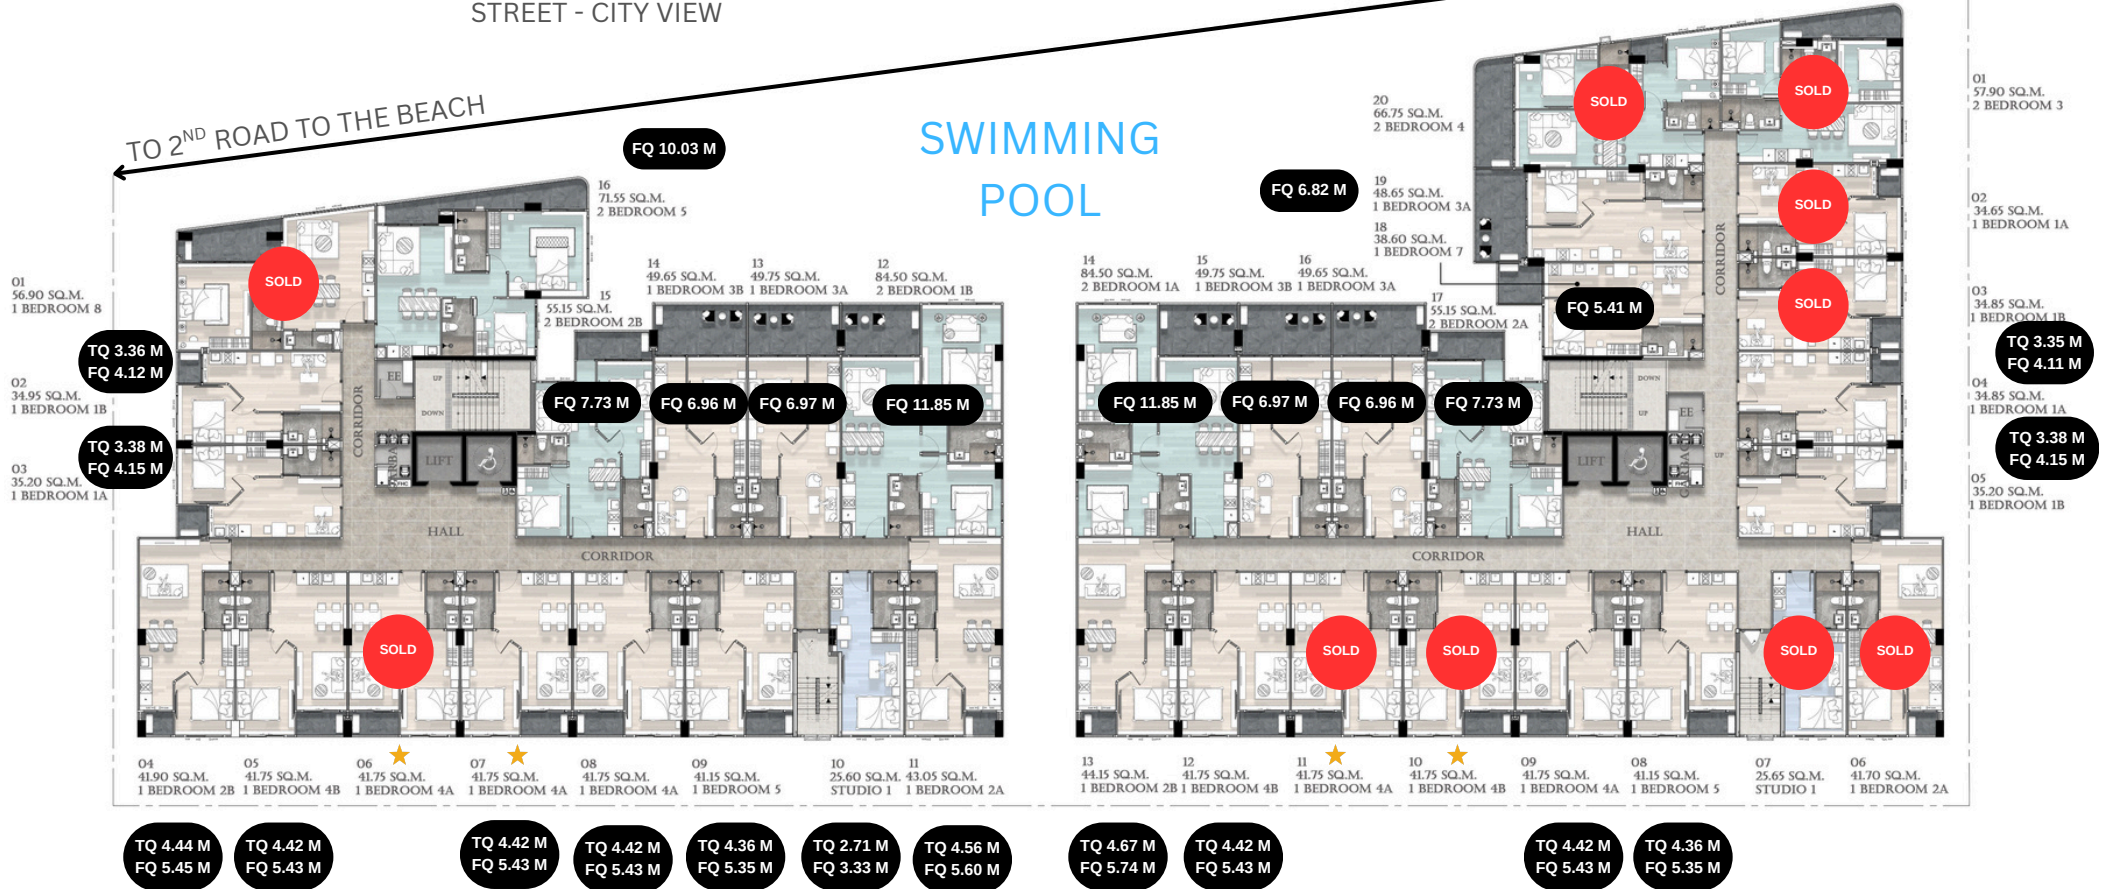 STREET - CITY VIEW
TO 2ND ROAD TO THE BEACH
SWIMMING
POOL
FQ 10.03 M
16
71.55 SQ.M.
2 BEDROOM 5
SOLD
01
56.90 SQ.M.
1 BEDROOM 8
TQ 3.36 M
FQ 4.12 M
02
34.95 SQ.M.
1 BEDROOM 1B
TQ 3.38 M
FQ 4.15 M
03
35.20 SQ.M.
1 BEDROOM 1A
15
55.15 SQ.M.
2 BEDROOM 2B
14
49.65 SQ.M.
1 BEDROOM 3B
13
49.75 SQ.M.
1 BEDROOM 3A
12
84.50 SQ.M.
2 BEDROOM 1B
FQ 7.73 M
FQ 6.96 M
FQ 6.97 M
FQ 11.85 M
EE
UP
DOWN
CORRIDOR
LIFT
HALL
CORRIDOR
SOLD
04
41.90 SQ.M.
1 BEDROOM 2B
05
41.75 SQ.M.
1 BEDROOM 4B
06
41.75 SQ.M.
1 BEDROOM 4A
07
41.75 SQ.M.
1 BEDROOM 4A
08
41.75 SQ.M.
1 BEDROOM 4A
09
41.15 SQ.M.
1 BEDROOM 5
10
25.60 SQ.M.
STUDIO 1
11
43.05 SQ.M.
1 BEDROOM 2A
TQ 4.44 M
FQ 5.45 M
TQ 4.42 M
FQ 5.43 M
TQ 4.42 M
FQ 5.43 M
TQ 4.42 M
FQ 5.43 M
TQ 4.36 M
FQ 5.35 M
TQ 2.71 M
FQ 3.33 M
TQ 4.56 M
FQ 5.60 M
20
66.75 SQ.M.
2 BEDROOM 4
FQ 6.82 M
19
48.65 SQ.M.
1 BEDROOM 3A
18
38.60 SQ.M.
1 BEDROOM 7
14
84.50 SQ.M.
2 BEDROOM 1A
15
49.75 SQ.M.
1 BEDROOM 3B
16
49.65 SQ.M.
1 BEDROOM 3A
17
55.15 SQ.M.
2 BEDROOM 2A
SOLD
SOLD
SOLD
SOLD
01
57.90 SQ.M.
2 BEDROOM 3
02
34.65 SQ.M.
1 BEDROOM 1A
03
34.85 SQ.M.
1 BEDROOM 1B
TQ 3.35 M
FQ 4.11 M
04
34.85 SQ.M.
1 BEDROOM 1A
TQ 3.38 M
FQ 4.15 M
05
35.20 SQ.M.
1 BEDROOM 1B
FQ 5.41 M
FQ 11.85 M
FQ 6.97 M
FQ 6.96 M
FQ 7.73 M
CORRIDOR
DOWN
UP
EE
LIFT
UP
HALL
CORRIDOR
SOLD
SOLD
SOLD
SOLD
13
44.15 SQ.M.
1 BEDROOM 2B
12
41.75 SQ.M.
1 BEDROOM 4B
11
41.75 SQ.M.
1 BEDROOM 4A
10
41.75 SQ.M.
1 BEDROOM 4B
09
41.75 SQ.M.
1 BEDROOM 4A
08
41.15 SQ.M.
1 BEDROOM 5
07
25.65 SQ.M.
STUDIO 1
06
41.70 SQ.M.
1 BEDROOM 2A
TQ 4.67 M
FQ 5.74 M
TQ 4.42 M
FQ 5.43 M
TQ 4.42 M
FQ 5.43 M
TQ 4.36 M
FQ 5.35 M